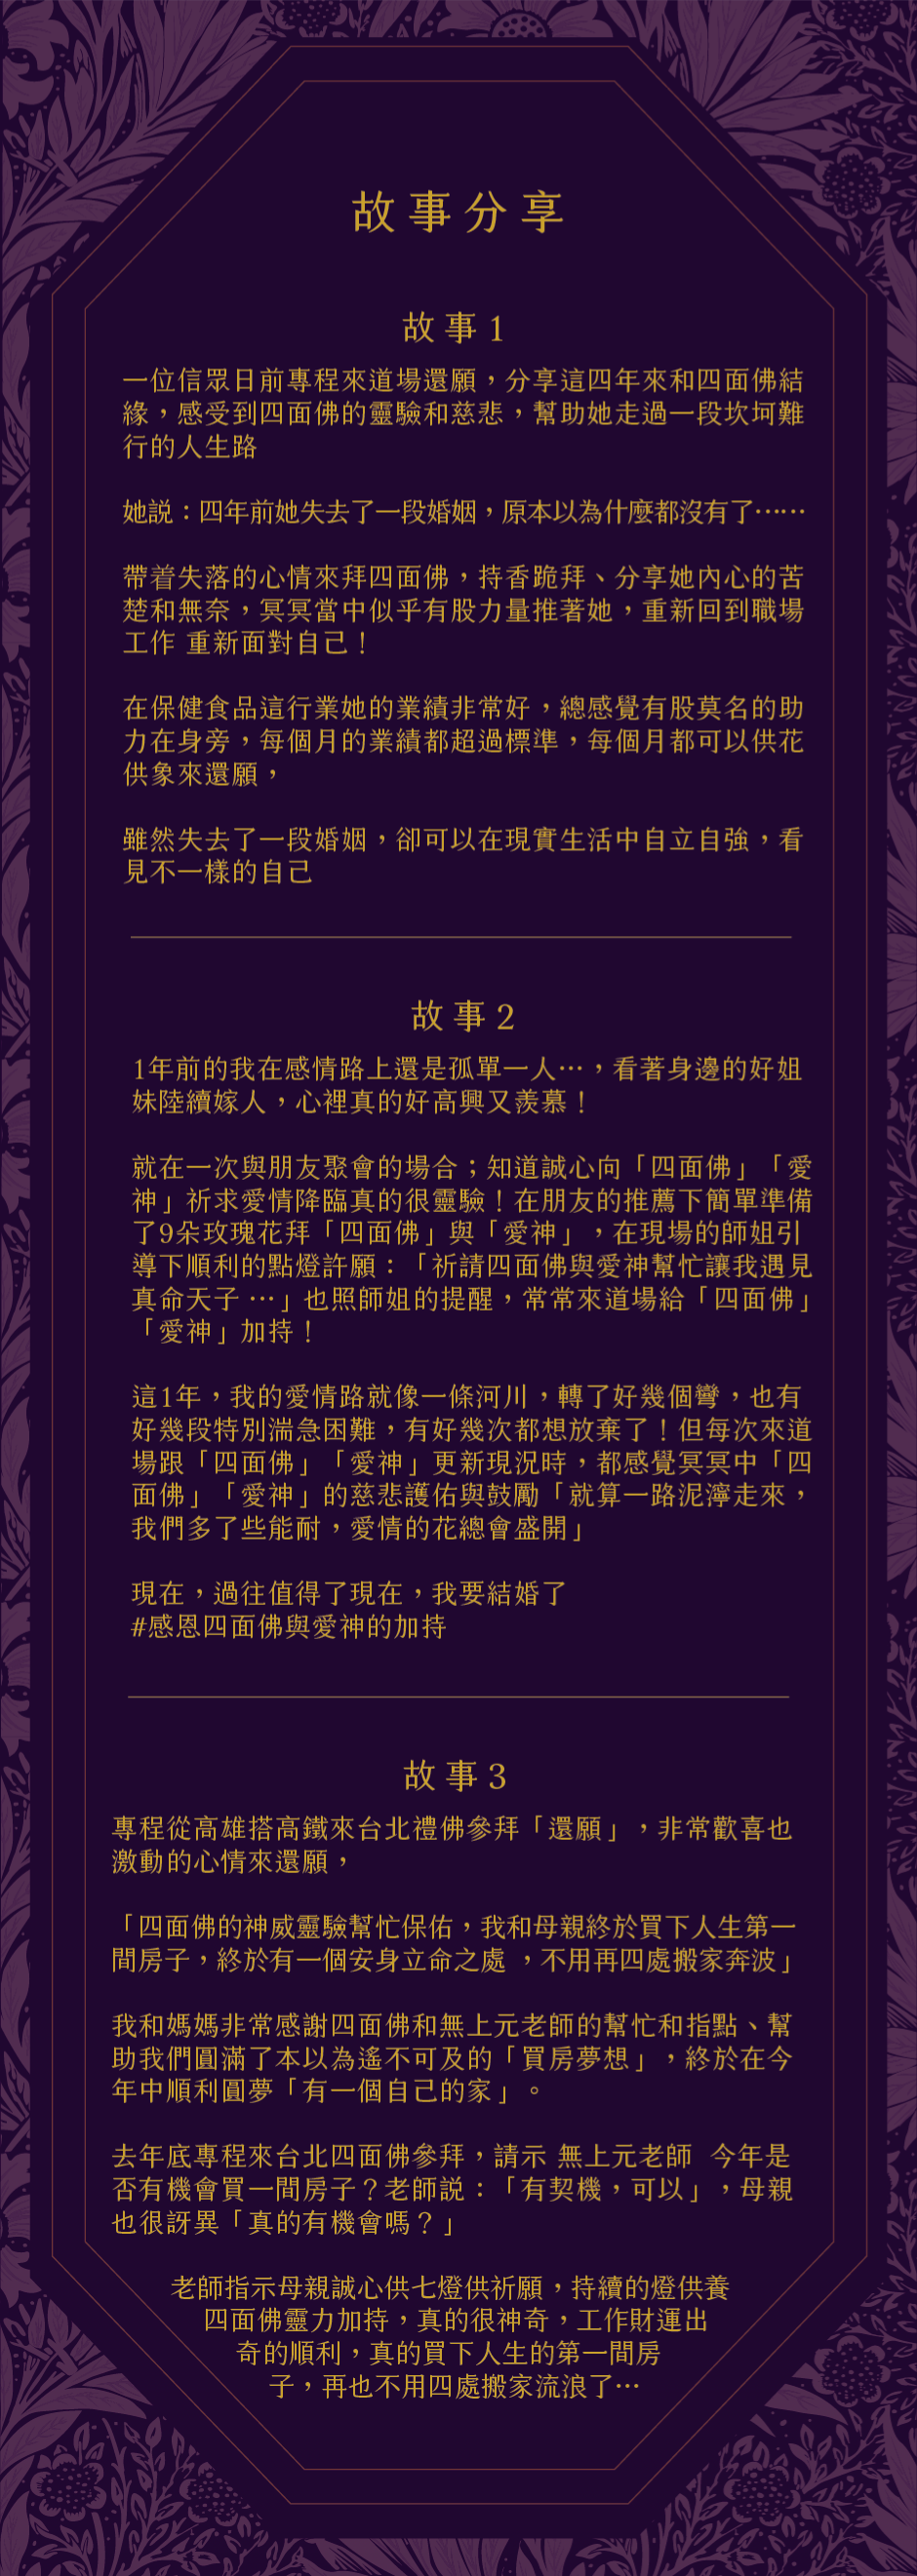 故事分享
故事1
一位信眾日前專程來道場還願，分享這四年來和四面佛結
緣，感受到四面佛的靈驗和慈悲，幫助她走過一段坎坷難
行的人生路
她説：四年前她失去了一段婚姻，原本以為什麼都沒有了……
帶着失落的心情來拜四面佛，持香跪拜、分享她內心的苦
楚和無奈，冥冥當中似乎有股力量推著她，重新回到職場
工作 重新面對自己！
在保健食品這行業她的業績非常好，總感覺有股莫名的助
力在身旁，每個月的業績都超過標準，每個月都可以供花
供象來還願，
雖然失去了一段婚姻，卻可以在現實生活中自立自強，看
見不一樣的自己
故事2
1年前的我在感情路上還是孤單一人…，看著身邊的好姐
妹陸續嫁人，心裡真的好高興又羨慕！
就在一次與朋友聚會的場合；知道誠心向「四面佛」「愛
神」祈求愛情降臨真的很靈驗！在朋友的推薦下簡單準備
了9朵玫瑰花拜「四面佛」與「愛神」，在現場的師姐引
導下順利的點燈許願：「祈請四面佛與愛神幫忙讓我遇見
真命天子 …」也照師姐的提醒，常常來道場給「四面佛」
「愛神」加持！
這1年，我的愛情路就像一條河川，轉了好幾個彎，也有
好幾段特別湍急困難，有好幾次都想放棄了！但每次來道
場跟「四面佛」「愛神」更新現況時，都感覺冥冥中「四
面佛」「愛神」的慈悲護佑與鼓勵「就算一路泥濘走來，
我們多了些能耐，愛情的花總會盛開」
現在，過往值得了現在，我要結婚了
#感恩四面佛與愛神的加持
故事3
專程從高雄搭高鐵來台北禮佛參拜「還願」，非常歡喜也
激動的心情來還願，
「四面佛的神威靈驗幫忙保佑，我和母親終於買下人生第一
間房子，終於有一個安身立命之處 ，不用再四處搬家奔波」
我和媽媽非常感謝四面佛和無上元老師的幫忙和指點、幫
助我們圓滿了本以為遙不可及的「買房夢想」，終於在今
年中順利圓夢「有一個自己的家」。
去年底專程來台北四面佛參拜，請示 無上元老師  今年是
否有機會買一間房子？老師説：「有契機，可以」，母親
也很訝異「真的有機會嗎？」
老師指示母親誠心供七燈供祈願，持續的燈供養
四面佛靈力加持，真的很神奇，工作財運出
奇的順利，真的買下人生的第一間房
子，再也不用四處搬家流浪了…